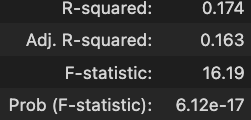 R-squared: 0.174
Adj. R-squared: 0.163
F-statistic: 16.19
Prob (F-statistic): 6.12e-17